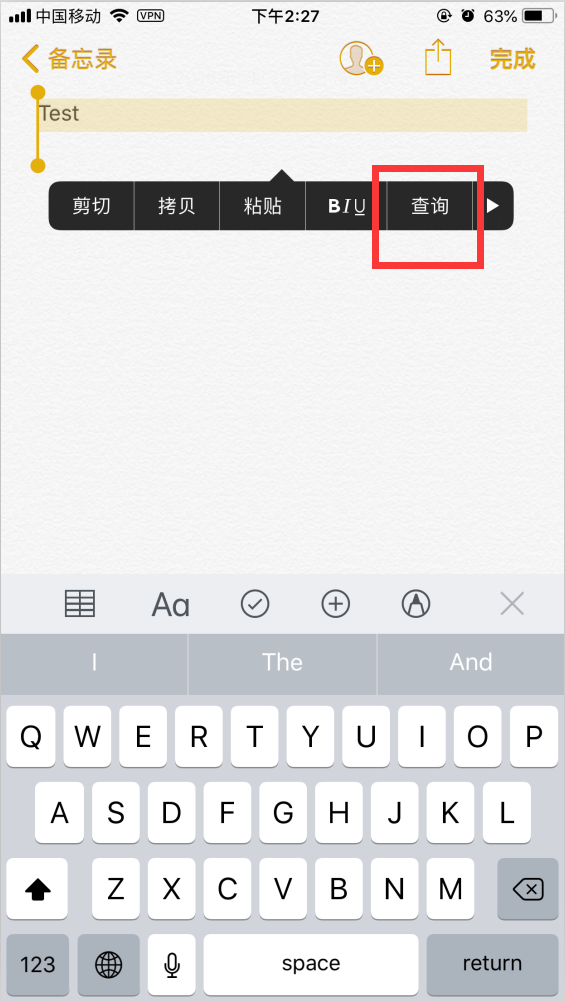 中国移动 VPN 下午2:27 63%
备忘录 完成
Test
剪切 拷贝 粘贴 BIU 查询
Aa
I The And
Q W E R T Y U I O P
A S D F G H J K L
Z X C V B N M
123 space return